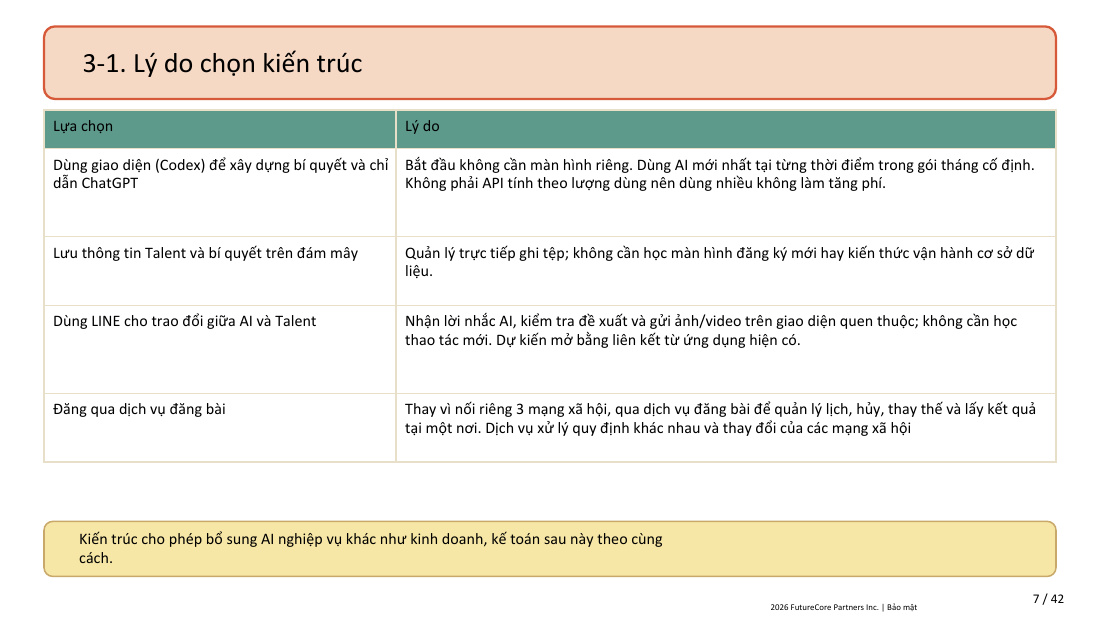 3-1. Lý do chọn kiến trúc
Lựa chọn
Lý do
Dùng giao diện (Codex) để xây dựng bí quyết và chỉ
dẫn ChatGPT
Bắt đầu không cần màn hình riêng. Dùng AI mới nhất tại từng thời điểm trong gói tháng cố định.
Không phải API tính theo lượng dùng nên dùng nhiều không làm tăng phí.
Lưu thông tin Talent và bí quyết trên đám mây
Quản lý trực tiếp ghi tệp; không cần học màn hình đăng ký mới hay kiến thức vận hành cơ sở dữ
liệu.
Dùng LINE cho trao đổi giữa AI và Talent
Nhận lời nhắc AI, kiểm tra đề xuất và gửi ảnh/video trên giao diện quen thuộc; không cần học
thao tác mới. Dự kiến mở bằng liên kết từ ứng dụng hiện có.
Đăng qua dịch vụ đăng bài
Thay vì nối riêng 3 mạng xã hội, qua dịch vụ đăng bài để quản lý lịch, hủy, thay thế và lấy kết quả
tại một nơi. Dịch vụ xử lý quy định khác nhau và thay đổi của các mạng xã hội
Kiến trúc cho phép bổ sung AI nghiệp vụ khác như kinh doanh, kế toán sau này theo cùng
cách.
2026 FutureCore Partners Inc. | Bảo mật
7 / 42